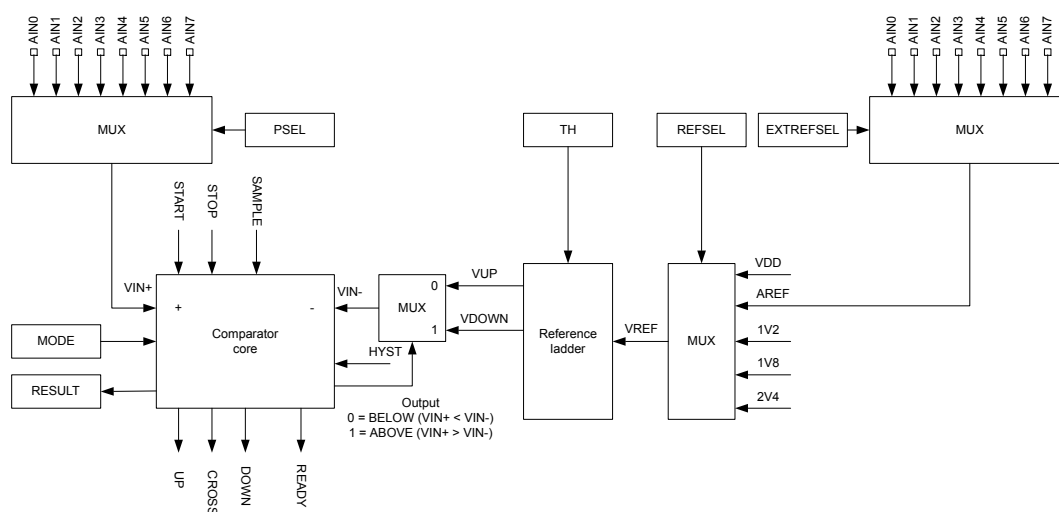 AIN0
AIN1
AIN2
AIN3
AIN4
AIN5
AIN6
AIN7
AIN0
AIN1
AIN2
AIN3
AIN4
AIN5
AIN6
AIN7
MUX
PSEL
TH
REFSEL
EXTREFSEL
MUX
START
STOP
SAMPLE
VIN+
+
Comparator
core
-
VIN-
0
MUX
1
VUP
VDOWN
Reference
ladder
VREF
MUX
VDD
AREF
1V2
1V8
2V4
MODE
RESULT
HYST
Output
0 = BELOW (VIN+ < VIN-)
1 = ABOVE (VIN+ > VIN-)
UP
CROSS
DOWN
READY